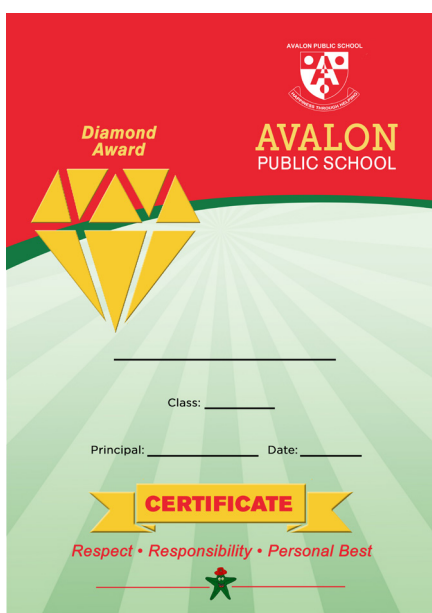 AVALON PUBLIC SCHOOL
HAPPINESS THROUGH HELPING
Diamond
Award
AVALON
PUBLIC SCHOOL
Class:
Principal: Date:
CERTIFICATE
Respect • Responsibility • Personal Best